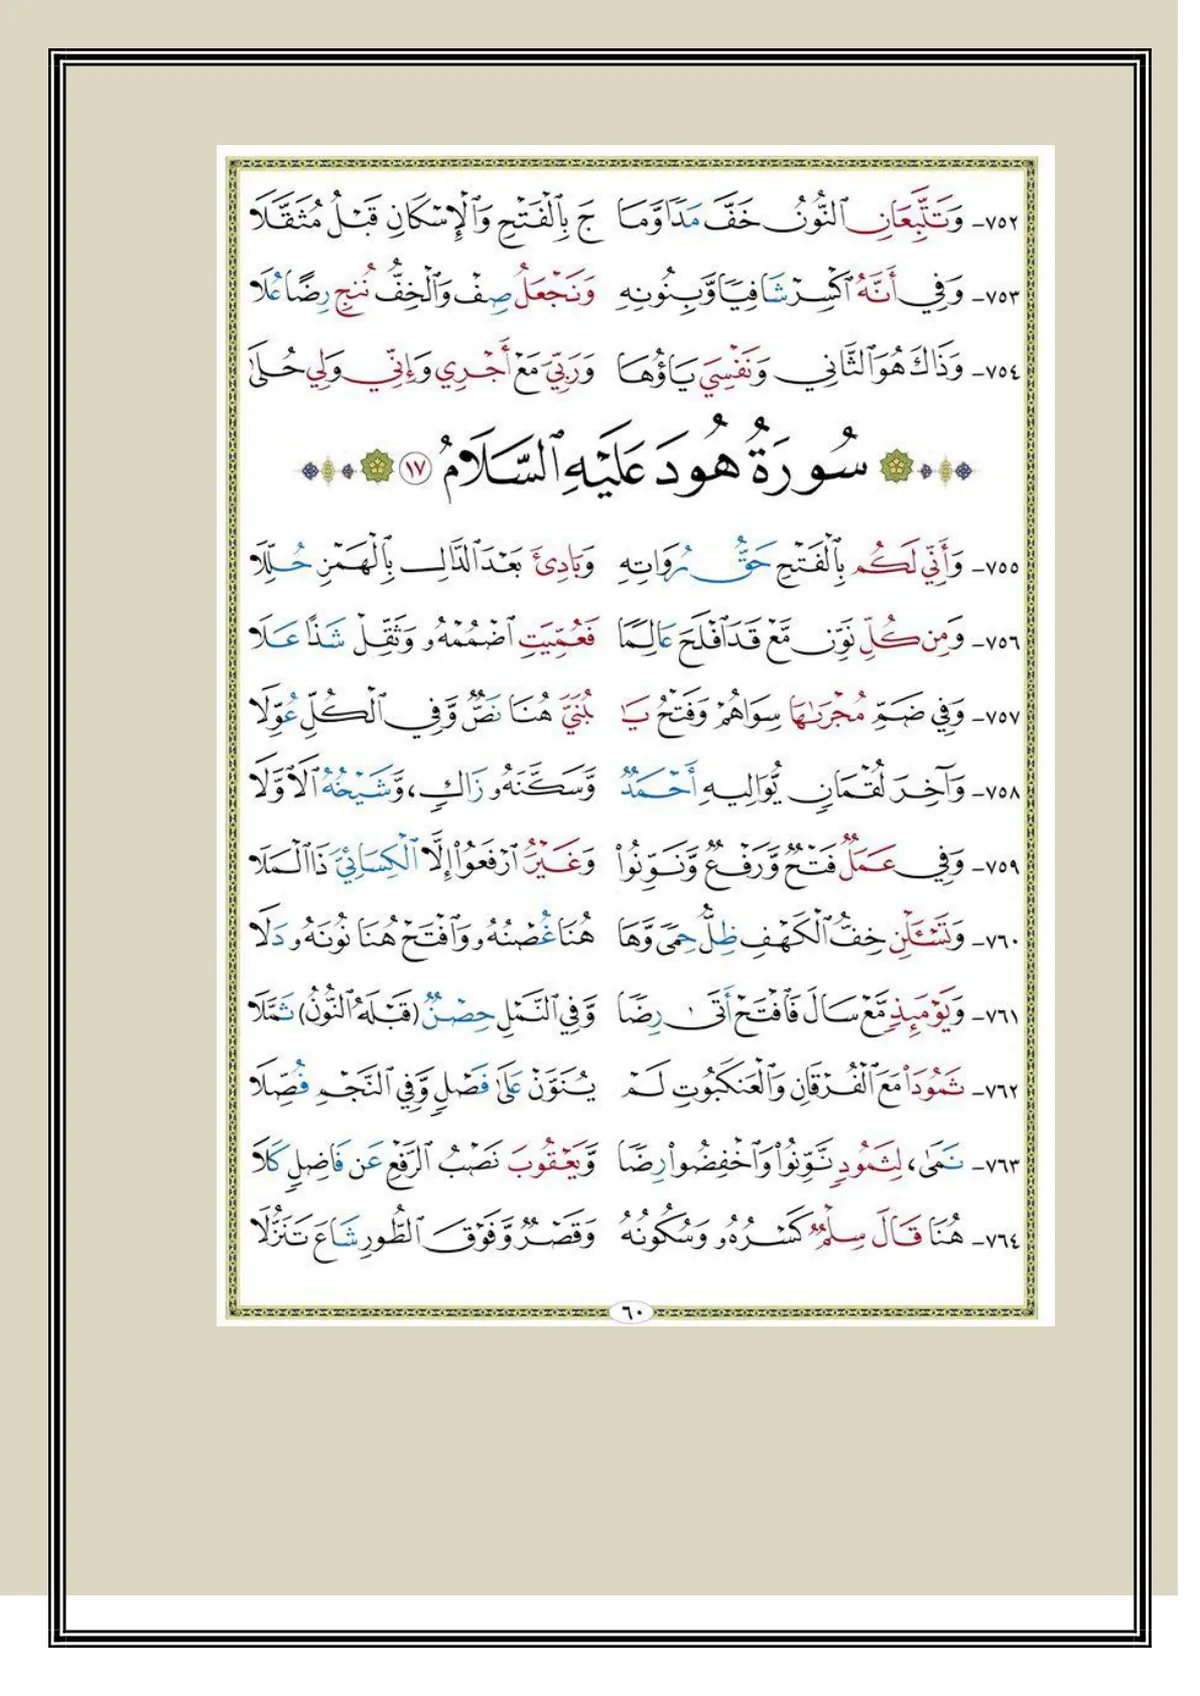 ٧٥٢- وَتَتَّبِعَانِ النُّونُ خَفَّ مَدًا وَّمَا جَ بِالْفَتْحِ وَالْإِسْكَانِ قَبْلُ مُثَقَّلَا
٧٥٣- وَفِي أَنَّهُ اكْسِرْ شَافِيًا وَّبِنُونِهِ وَنَجْعَلُ صِفْ وَالْخِفُّ نُنجِ رِضًا عُلَا
٧٥٤- وَذَاكَ هُوَ الثَّانِي وَنَفْسِيَ يَاؤُهَا وَرَبِّيَ مَعْ أَجْرِي وَإِنِّي وَلِي حُلَى
سُورَةُ هُودَ عَلَيْهِ السَّلَامُ ١٧
٧٥٥- وَأَنِّي لَكُم بِالْفَتْحِ حَقُّ رُوَاتِهِ وَبَادِئَ بَعْدَ الدَّالِ بِالْهَمْزِ حُلِّلَا
٧٥٦- وَمِن كُلِّ نَوِّن مَّعْ قَدَ افْلَحَ عَالِمًا فَعُمِّيَتِ اضْمُمْهُ وَثَقِّلْ شَذًا عَلَا
٧٥٧- وَفِي ضَمِّ مُجْرَىٰهَا سِوَاهُمْ وَفَتْحُ يَا بُنَيَّ هُنَا نَصٌّ وَّفِي الْكُلِّ عُوِّلَا
٧٥٨- وَآخِرَ لُقْمَانٍ يُّوَالِيهِ أَحْمَدٌ وَّسَكَّنَهُ زَاكٍ، وَّشَيْخُهُ الَاوَّلَا
٧٥٩- وَفِي عَمَلٌ فَتْحٌ وَّرَفْعٌ وَّنَوِّنُوا وَغَيْرُ ارْفَعُوا إِلَّا الْكِسَائِيَّ ذَا الْمَلَا
٧٦٠- وَتَسْـَٔلْنِ خِفُّ الْكَهْفِ ظِلُّ حِمًى وَّهَا هُنَا غُصْنُهُ وَافْتَحْ هُنَا نُونَهُ دَلَا
٧٦١- وَيَوْمَئِذٍ مَّعْ سَالَ فَافْتَحْ أَتَى رِضًا وَّفِي النَّمْلِ حِصْنٌ (قَبْلَهُ النُّونُ) ثَمَّلَا
٧٦٢- ثَمُودَاْ مَعَ الْفُرْقَانِ وَالْعَنكَبُوتِ لَمْ يُنَوَّنْ عَلَى فَصْلٍ وَّفِي النَّجْمِ فُصِّلَا
٧٦٣- نَمَى، لِثَمُودٍ نَّوِّنُوا وَاخْفِضُوا رِضًا وَّيَعْقُوبَ نَصْبُ الرَّفْعِ عَن فَاضِلٍ كَلَا
٧٦٤- هُنَا قَالَ سِلْمٌ كَسْرُهُ وَسُكُونُهُ وَقَصْرٌ وَّفَوْقَ الطُّورِ شَاعَ تَنَزُّلَا
٦٠